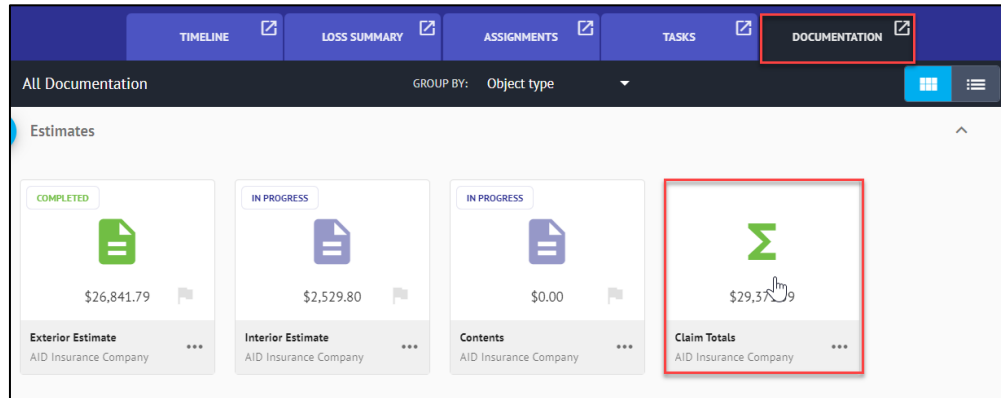 TIMELINE LOSS SUMMARY ASSIGNMENTS TASKS DOCUMENTATION
All Documentation GROUP BY: Object type
Estimates
COMPLETED IN PROGRESS IN PROGRESS
$26,841.79 $2,529.80 $0.00
Exterior Estimate Interior Estimate Contents Claim Totals
AID Insurance Company AID Insurance Company AID Insurance Company AID Insurance Company